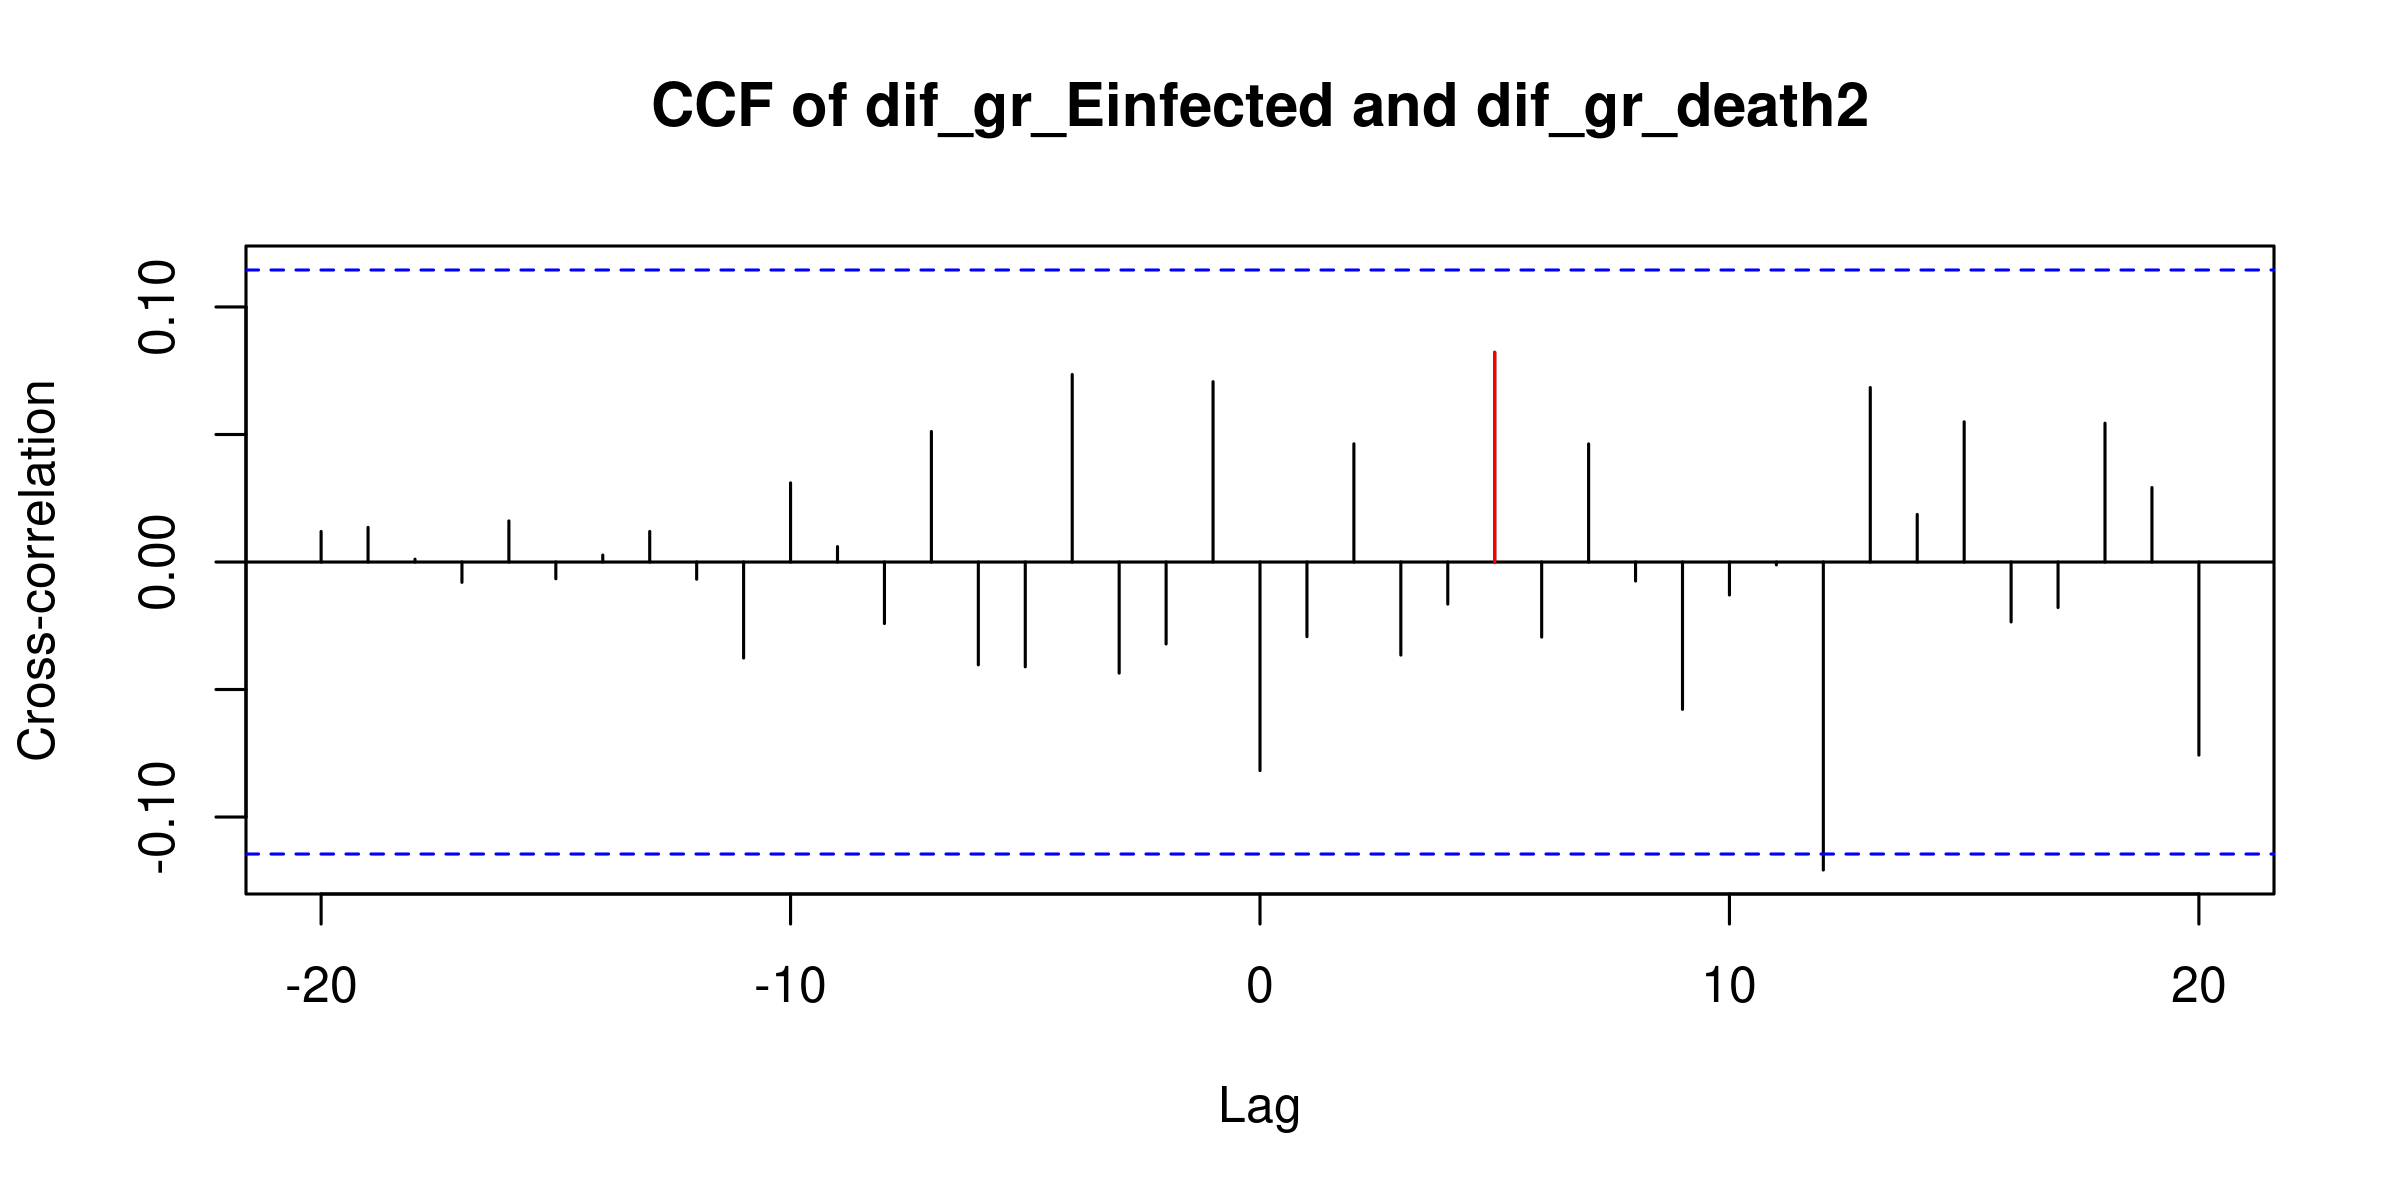 CCF of dif_gr_Einfected and dif_gr_death2
Cross-correlation
0.10
0.00
-0.10
-20 -10 0 10 20
Lag